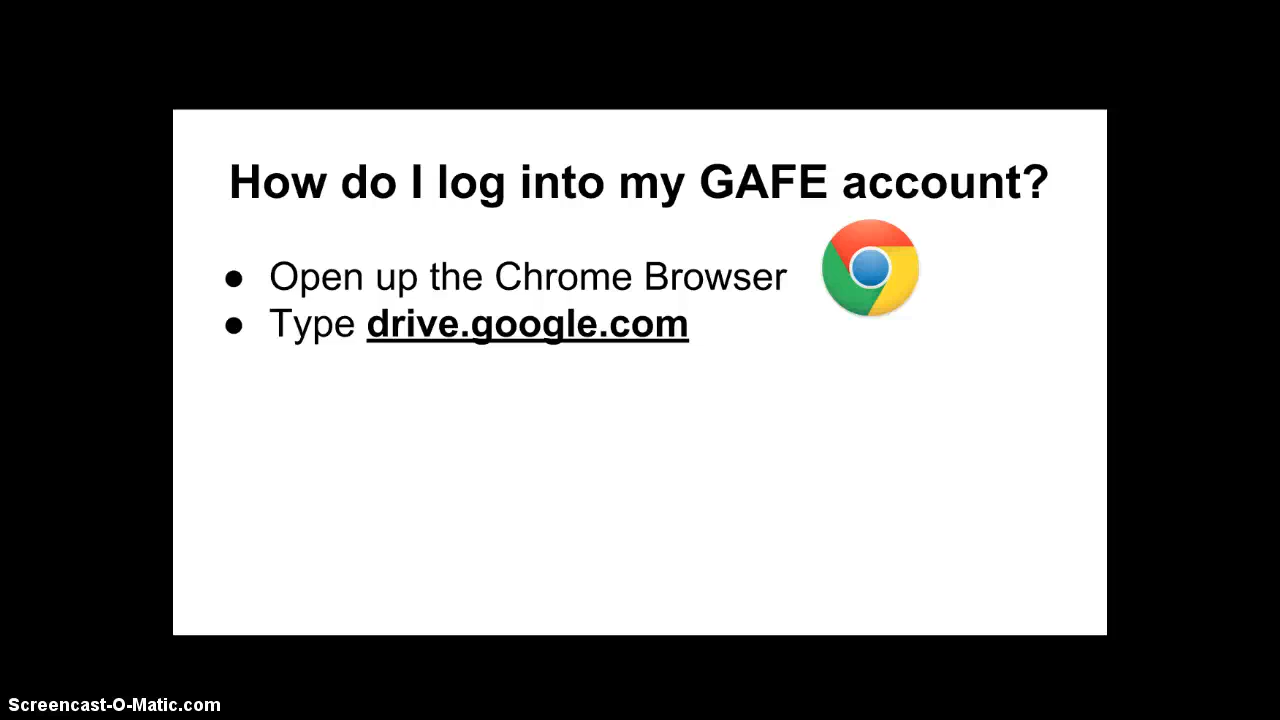 How do I log into my GAFE account?
● Open up the Chrome Browser
● Type drive.google.com
Screencast-O-Matic.com